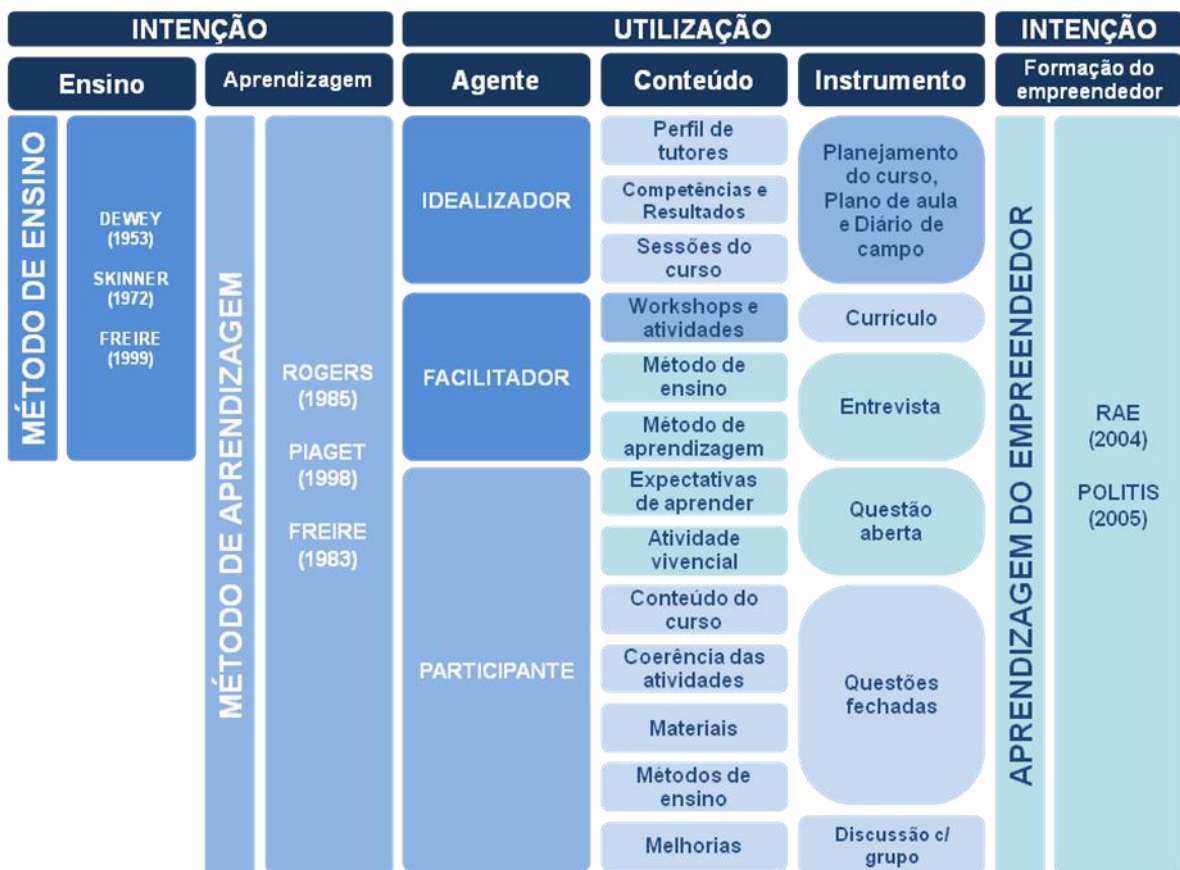 INTENÇÃO
UTILIZAÇÃO
INTENÇÃO
Ensino
Aprendizagem
Agente
Conteúdo
Instrumento
Formação do
empreendedor
MÉTODO DE ENSINO
DEWEY
(1953)
SKINNER
(1972)
FREIRE
(1999)
MÉTODO DE APRENDIZAGEM
ROGERS
(1985)
PIAGET
(1998)
FREIRE
(1983)
IDEALIZADOR
FACILITADOR
PARTICIPANTE
Perfil de
tutores
Competências e
Resultados
Sessões do
curso
Workshops e
atividades
Método de
ensino
Método de
aprendizagem
Expectativas
de aprender
Atividade
vivencial
Conteúdo do
curso
Coerência das
atividades
Materiais
Métodos de
ensino
Melhorias
Planejamento
do curso,
Plano de aula
e Diário de
campo
Currículo
Entrevista
Questão
aberta
Questões
fechadas
Discussão c/
grupo
APRENDIZAGEM DO EMPREENDEDOR
RAE
(2004)
POLITIS
(2005)